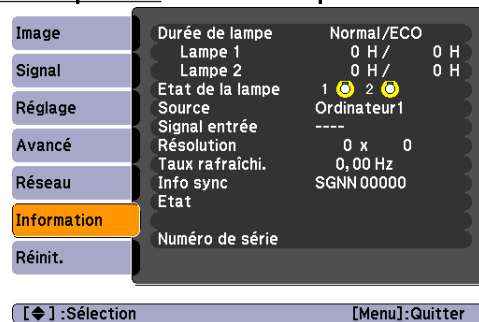 Image
Signal
Réglage
Avancé
Réseau
Information
Réinit.
Durée de lampe Normal/ECO
Lampe 1 0 H / 0 H
Lampe 2 0 H / 0 H
Etat de la lampe 1 2
Source Ordinateur1
Signal entrée ----
Résolution 0 x 0
Taux rafraîchi. 0,00 Hz
Info sync SGNN00000
Etat
Numéro de série
[◆] :Sélection [Menu]:Quitter